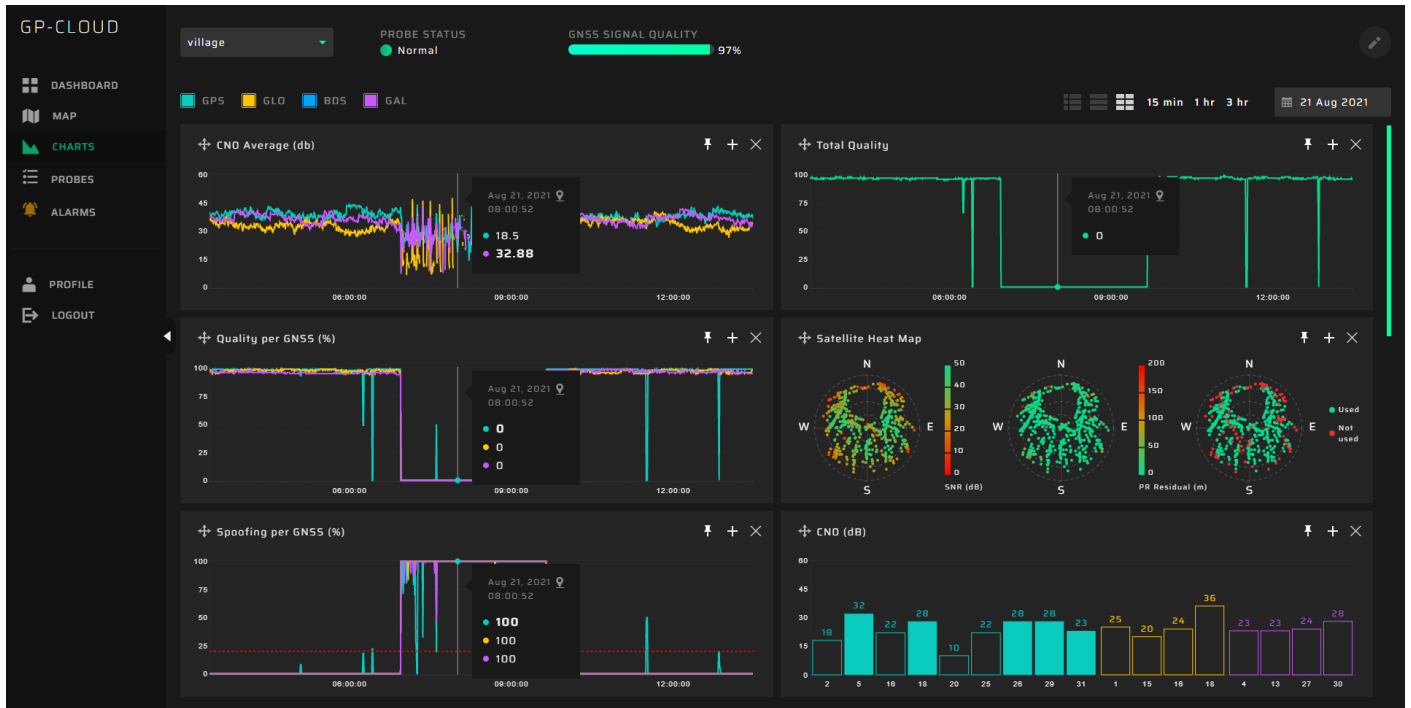 GP-CLOUD
village
PROBE STATUS
Normal
GNSS SIGNAL QUALITY
97%
DASHBOARD
MAP
CHARTS
PROBES
ALARMS
PROFILE
LOGOUT
GPS GLO BDS GAL
15 min 1 hr 3 hr
21 Aug 2021
CNO Average (db)
60
45
30
15
0
06:00:00 09:00:00 12:00:00
Aug 21, 2021
08:00:52
18.5
32.88
Total Quality
100
75
50
25
0
06:00:00 09:00:00 12:00:00
Aug 21, 2021
08:00:52
0
Quality per GNSS (%)
100
75
50
25
0
06:00:00 09:00:00 12:00:00
Aug 21, 2021
08:00:52
0
0
0
Satellite Heat Map
N
W E
S
50
40
30
20
10
0
SNR (dB)
N
W E
S
200
150
100
50
0
PR Residual (m)
N
W E
S
Used
Not
used
Spoofing per GNSS (%)
100
75
50
25
0
06:00:00 09:00:00 12:00:00
Aug 21, 2021
08:00:52
100
100
100
CNO (dB)
60
45
30
15
0
18 32 22 28 10 22 28 28 23 25 20 24 36 23 23 24 28
2 5 16 18 20 25 26 29 31 1 15 16 18 4 13 27 30